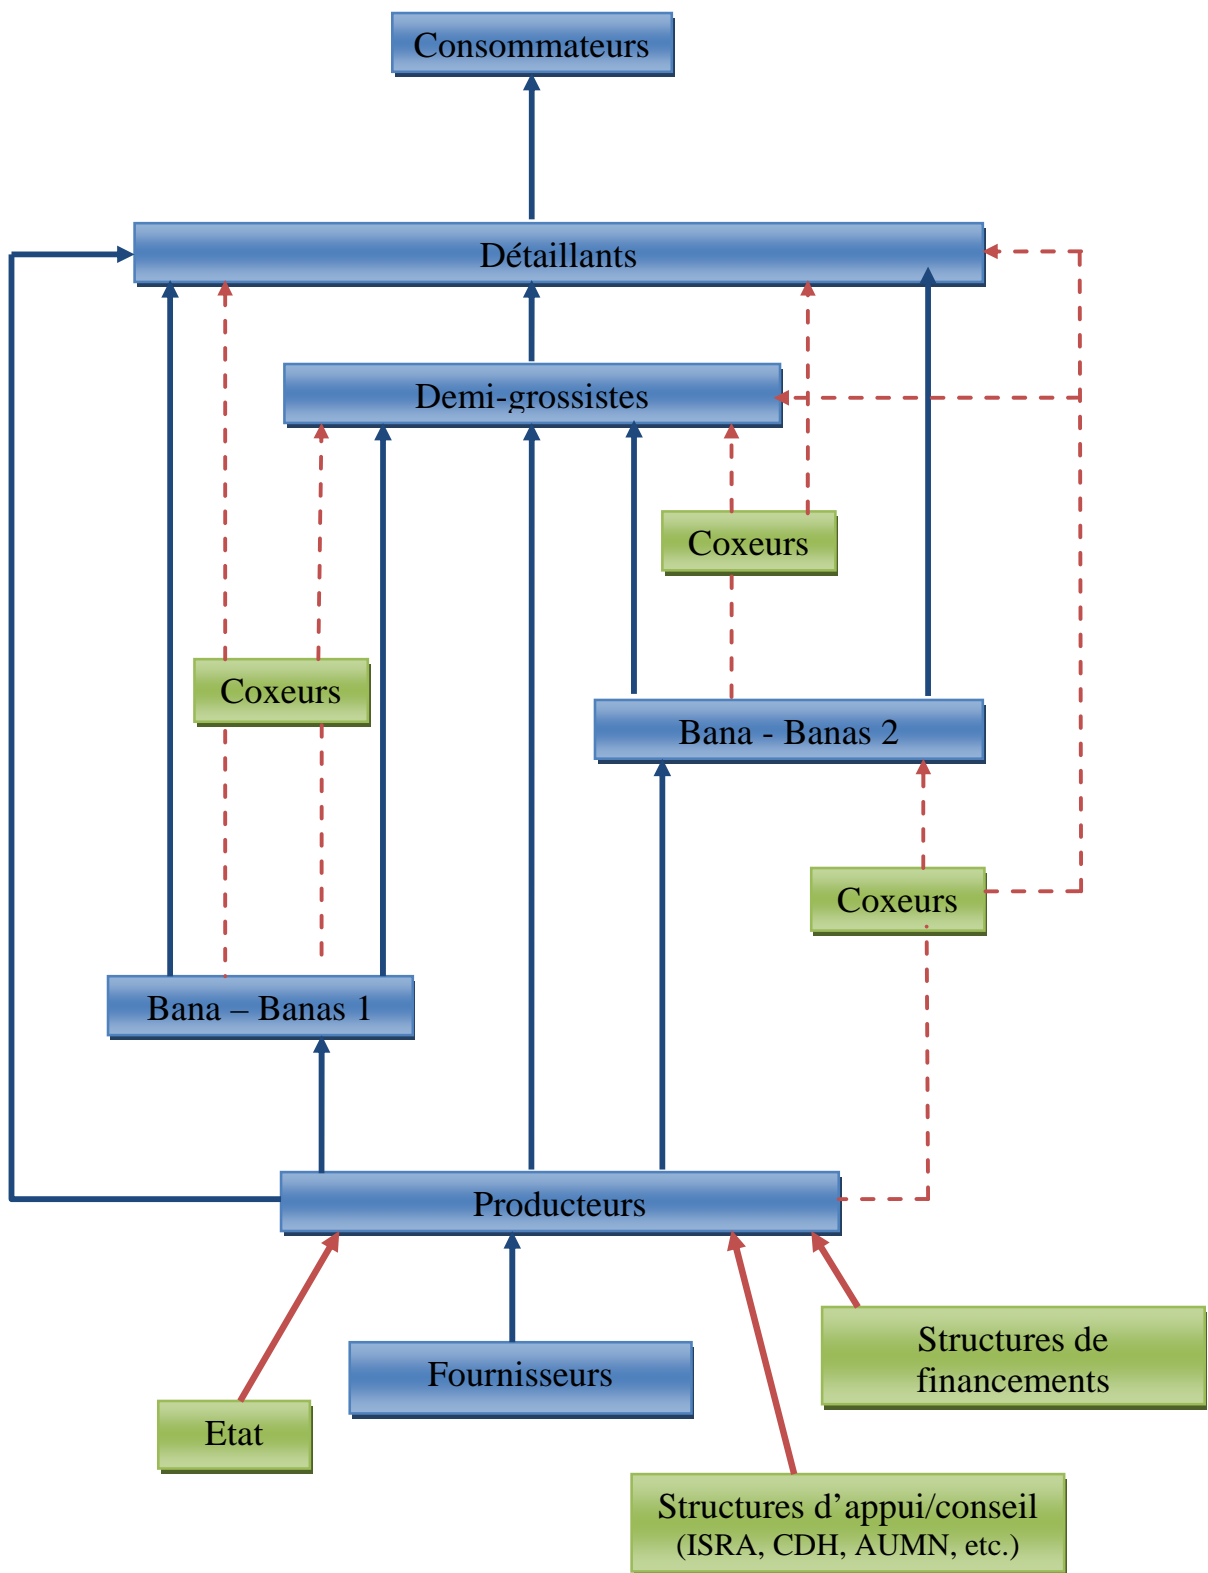 Consommateurs
Détaillants
Demi-grossistes
Coxeurs
Coxeurs
Bana - Banas 2
Coxeurs
Bana – Banas 1
Producteurs
Structures de
financements
Fournisseurs
Etat
Structures d’appui/conseil
(ISRA, CDH, AUMN, etc.)